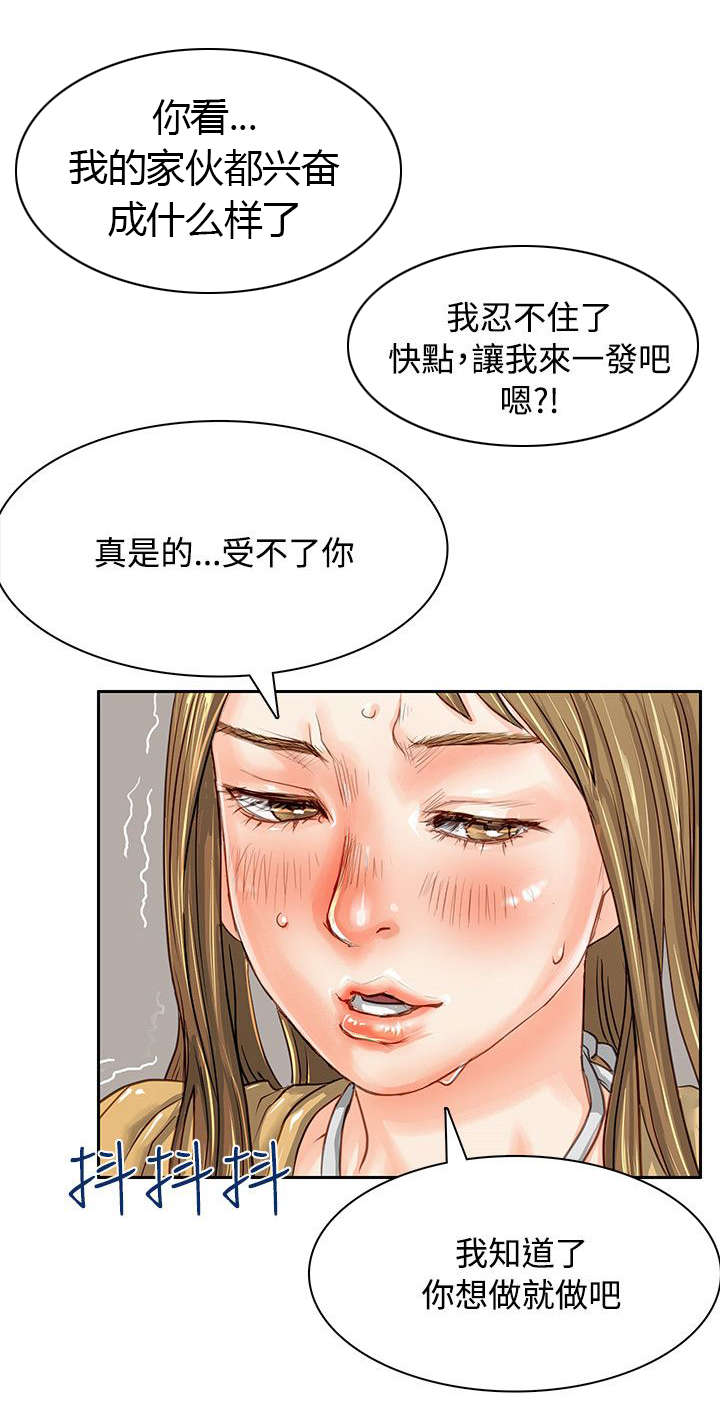 你看...
我的家伙都兴奋
成什么样了
我忍不住了
快點,讓我來一發吧
嗯?!
真是的...受不了你
抖抖抖
我知道了
你想做就做吧